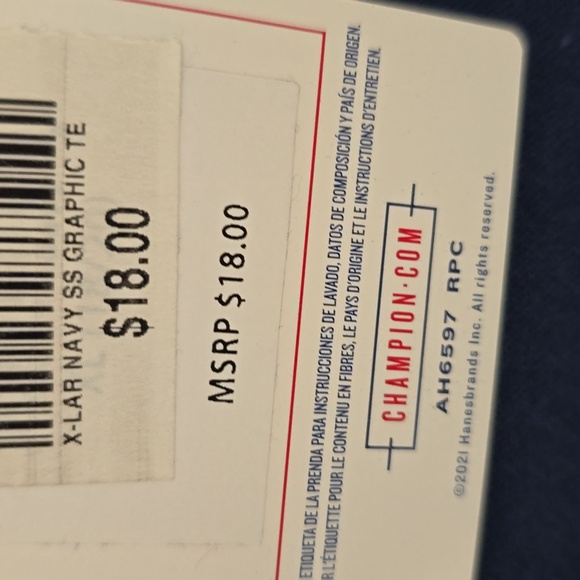 X-LAR NAVY SS GRAPHIC TE
$18.00
MSRP $18.00
ETIQUETA DE LA PRENDA PARA INSTRUCCIONES DE LAVADO, DATOS DE COMPOSICIÓN Y PAÍS DE ORIGEN.
R L'ÉTIQUETTE POUR LE CONTENU EN FIBRES, LE PAYS D'ORIGINE ET LE INSTRUCTIONS D'ENTRETIEN.
CHAMPION·COM
AH6597 RPC
©2021 Hanesbrands Inc. All rights reserved.